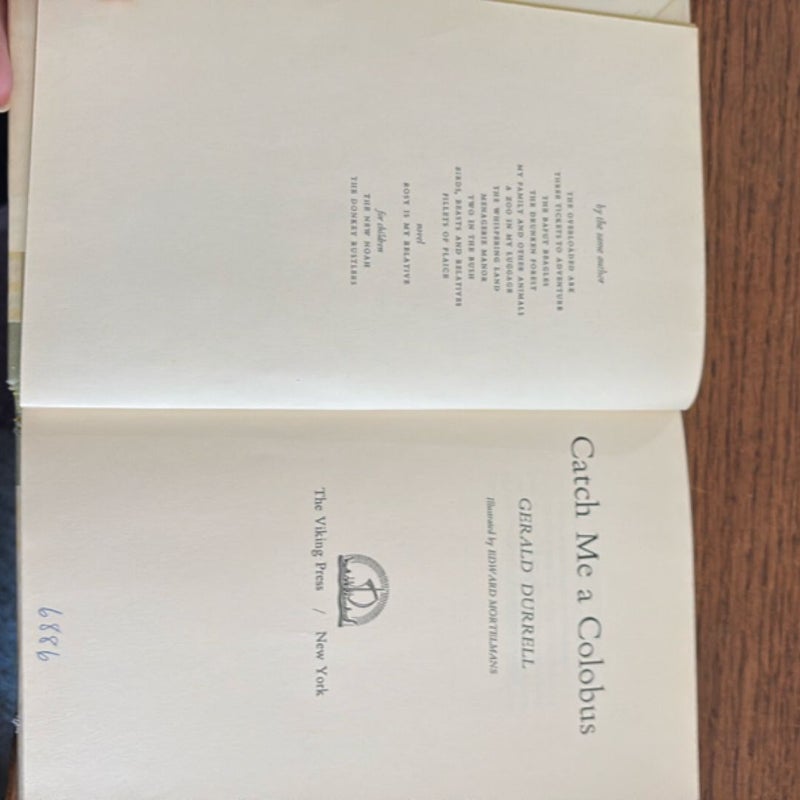 by the same author
THE OVERLOADED ARK
THREE TICKETS TO ADVENTURE
THE BAFUT BEAGLES
THE DRUNKEN FOREST
MY FAMILY AND OTHER ANIMALS
A ZOO IN MY LUGGAGE
THE WHISPERING LAND
MENAGERIE MANOR
TWO IN THE BUSH
BIRDS, BEASTS AND RELATIVES
FILLETS OF PLAICE
novel
ROSY IS MY RELATIVE
for children
THE NEW NOAH
THE DONKEY RUSTLERS
Catch Me a Colobus
GERALD DURRELL
Illustrated by EDWARD MORTELMANS
The Viking Press / New York
6886